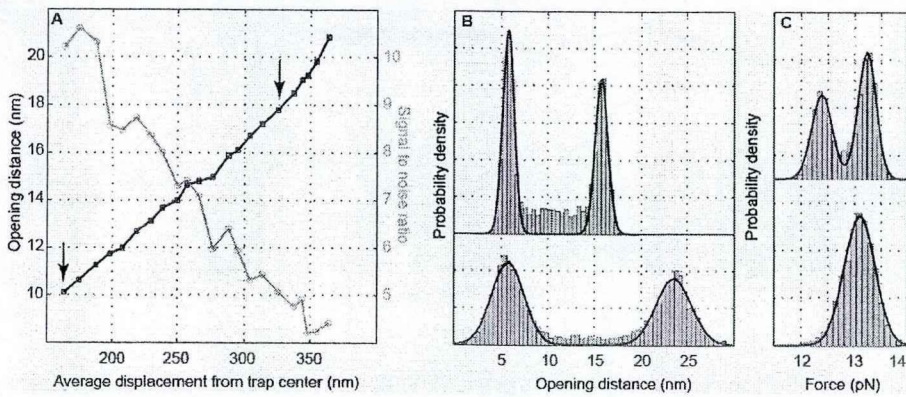 A
Opening distance (nm)
20
18
16
14
12
10
10
9
8
7
6
5
Signal to noise ratio
200
250
300
350
Average displacement from trap center (nm)
B
Probability density
5
10
15
20
25
Opening distance (nm)
C
Probability density
12
13
14
Force (pN)